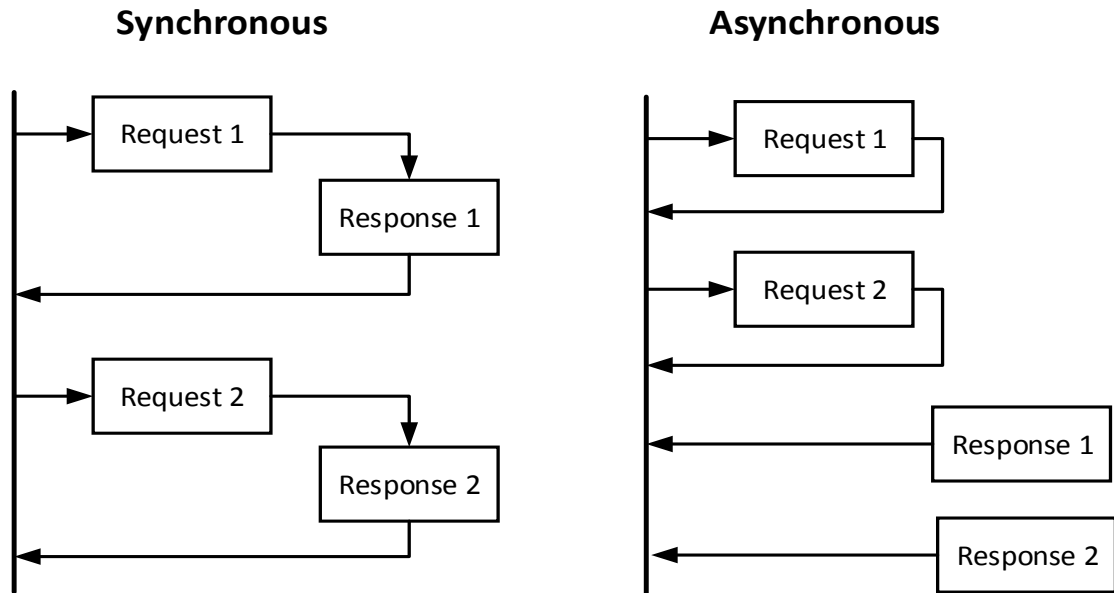 Synchronous
Request 1
Response 1
Request 2
Response 2
Asynchronous
Request 1
Request 2
Response 1
Response 2